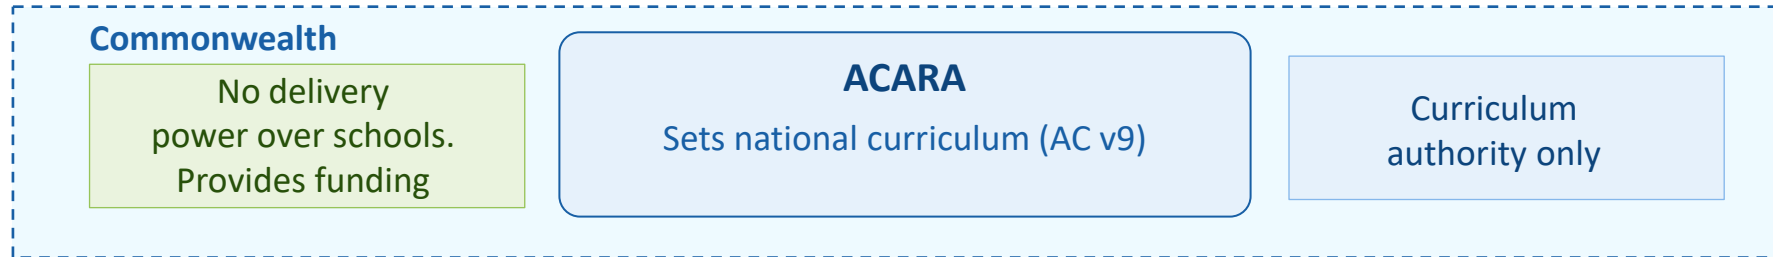 Commonwealth
No delivery
power over schools.
Provides funding
ACARA
Sets national curriculum (AC v9)
Curriculum
authority only